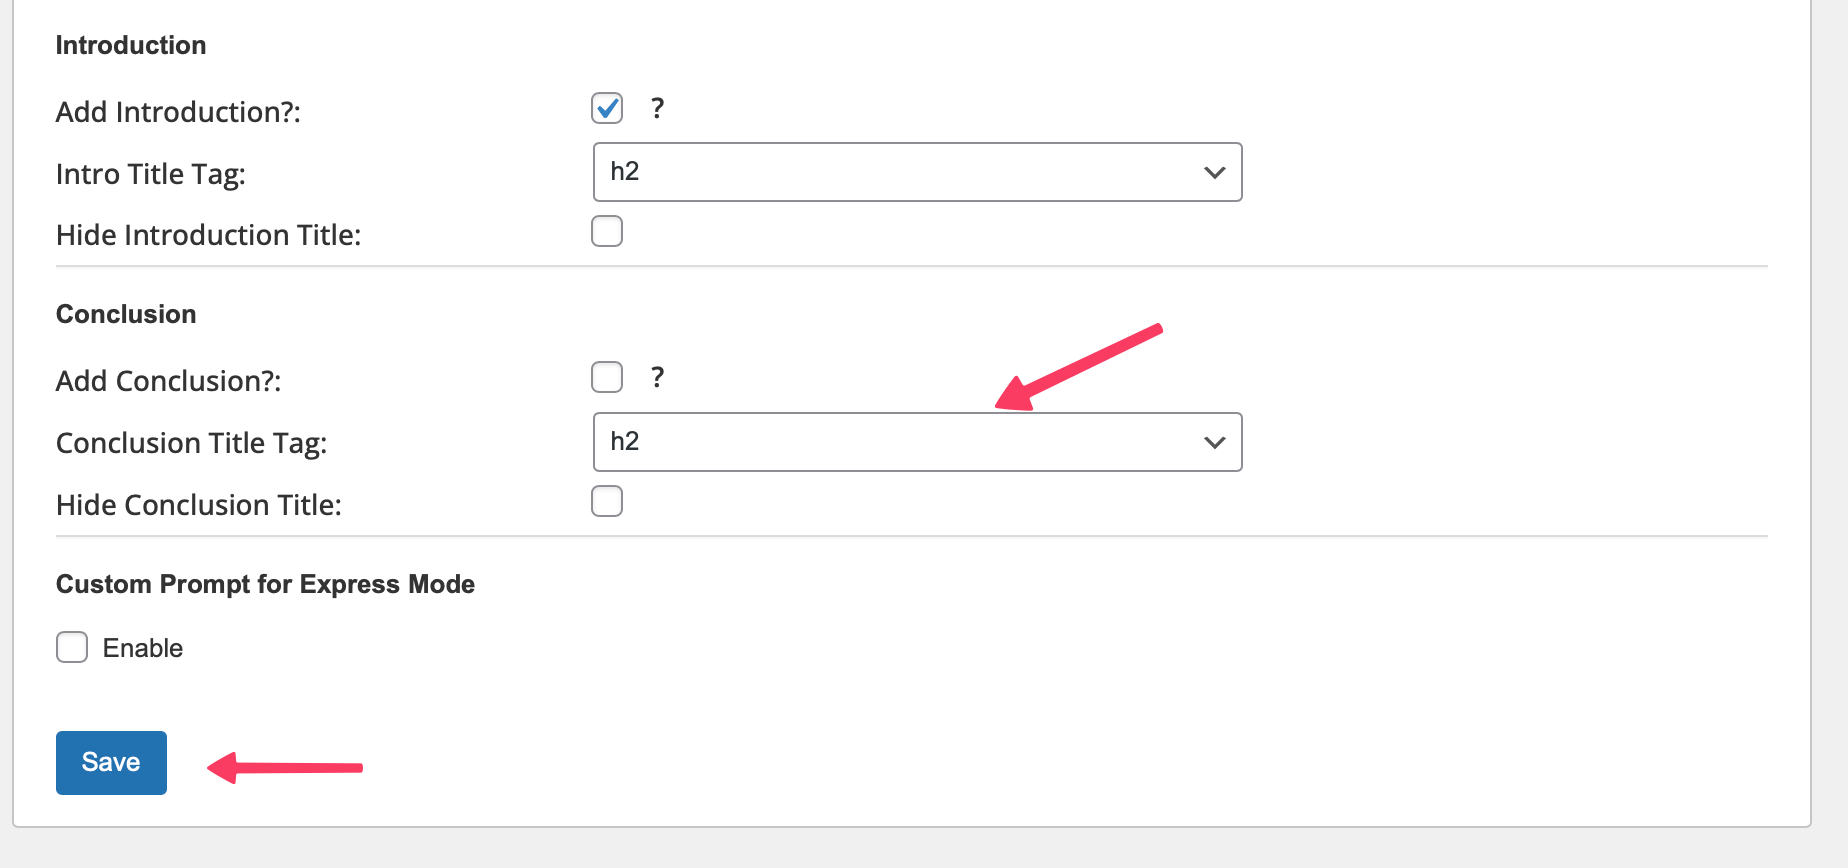 Introduction
Add Introduction?: ?
Intro Title Tag: h2
Hide Introduction Title:
Conclusion
Add Conclusion?: ?
Conclusion Title Tag: h2
Hide Conclusion Title:
Custom Prompt for Express Mode
Enable
Save